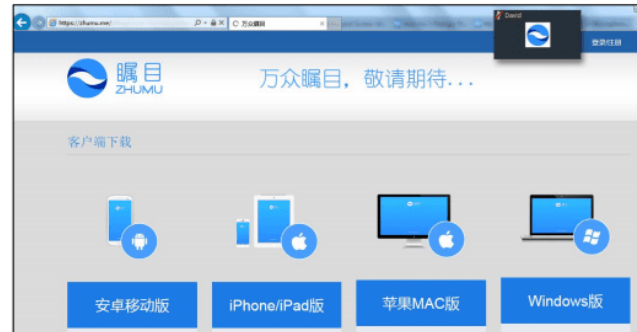 https://zhumu.me/
万众瞩目
David
登录/注册
瞩目
ZHUMU
万众瞩目，敬请期待...
客户端下载
安卓移动版
iPhone/iPad版
苹果MAC版
Windows版